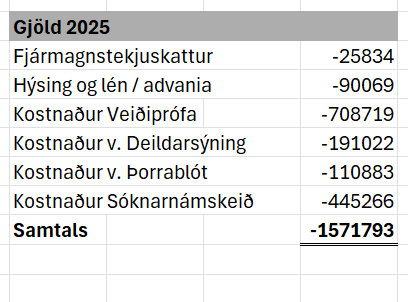 Gjöld 2025
Fjármagnstekjuskattur -25834
Hýsing og lén / advania -90069
Kostnaður Veiðiprófa -708719
Kostnaður v. Deildarsýning -191022
Kostnaður v. Þorrablót -110883
Kostnaður Sóknarnámskeið -445266
Samtals -1571793